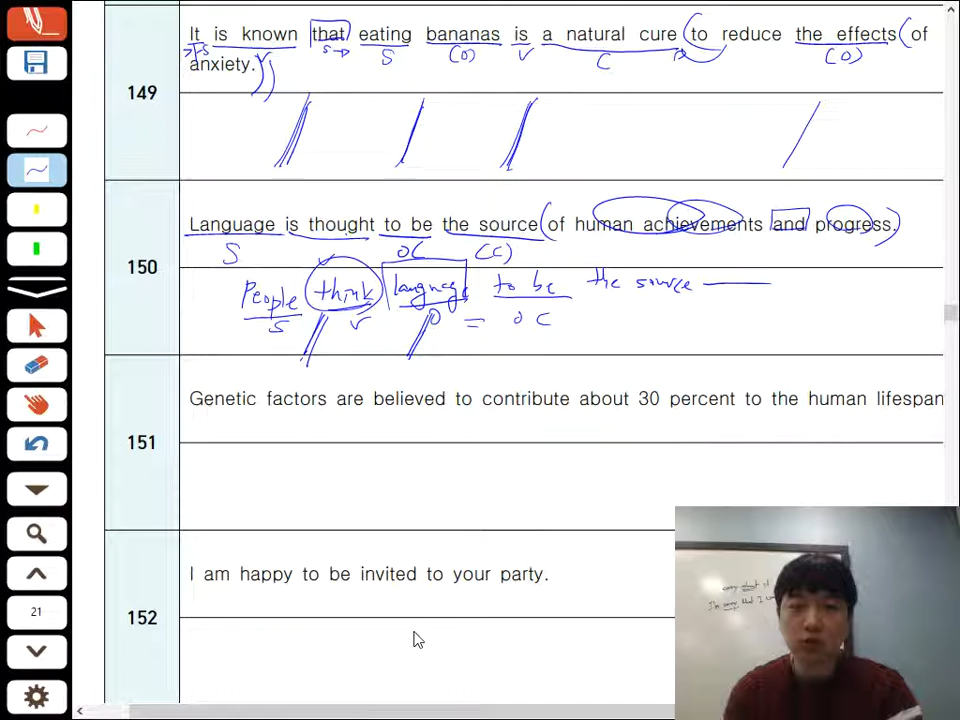 It is known that eating bananas is a natural cure (to reduce the effects (of
S → S (O) V C (O)
anxiety.))
149
Language is thought to be the source (of human achievements and progress.)
S V OC (C)
150
People think language to be the source
S V O = OC
Genetic factors are believed to contribute about 30 percent to the human lifespan
151
I am happy to be invited to your party.
152
21